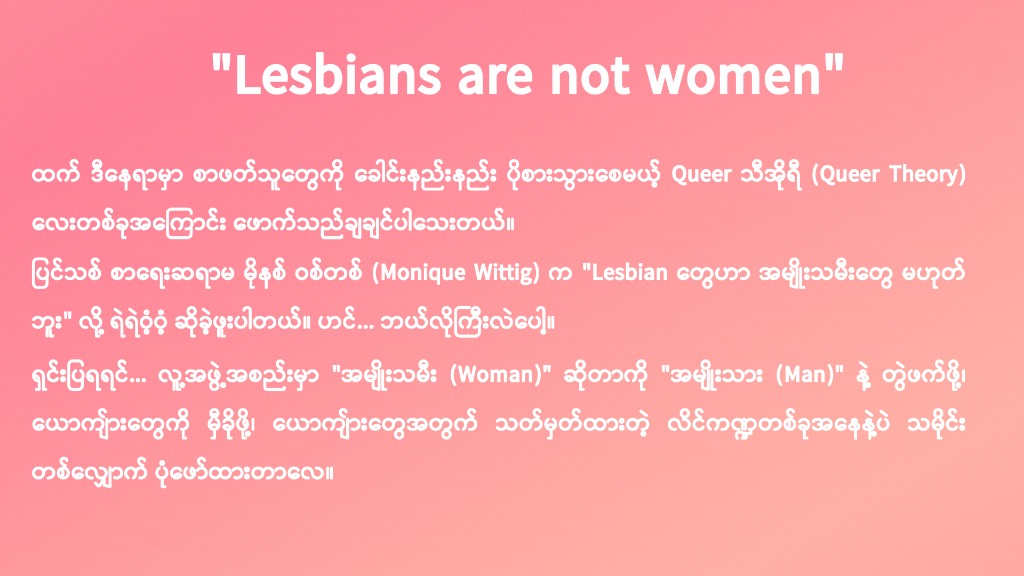 "Lesbians are not women"
ထက် ဒီနေရာမှာ စာဖတ်သူတွေကို ခေါင်းနည်းနည်း ပိုစားသွားစေမယ့် Queer သီအိုရီ (Queer Theory)
လေးတစ်ခုအကြောင်း ဖောက်သည်ချချင်ပါသေးတယ်။
ပြင်သစ် စာရေးဆရာမ မိုနစ် ဝစ်တစ် (Monique Wittig) က "Lesbian တွေဟာ အမျိုးသမီးတွေ မဟုတ်
ဘူး" လို့ ရဲရဲဝံ့ဝံ့ ဆိုခဲ့ဖူးပါတယ်။ ဟင်... ဘယ်လိုကြီးလဲပေါ့။
ရှင်းပြရရင်... လူ့အဖွဲ့အစည်းမှာ "အမျိုးသမီး (Woman)" ဆိုတာကို "အမျိုးသား (Man)" နဲ့ တွဲဖက်ဖို့၊
ယောကျ်ားတွေကို မှီခိုဖို့၊ ယောကျ်ားတွေအတွက် သတ်မှတ်ထားတဲ့ လိင်ကဏ္ဍတစ်ခုအနေနဲ့ပဲ သမိုင်း
တစ်လျှောက် ပုံဖော်ထားတာလေ။